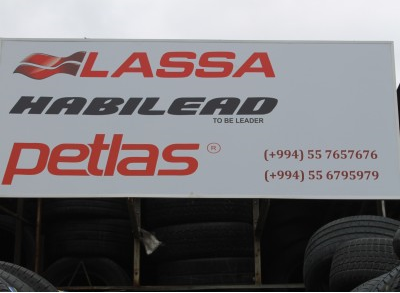 LASSA
HABILEAD
TO BE LEADER
petlas®
(+994) 55 7657676
(+994) 55 6795979